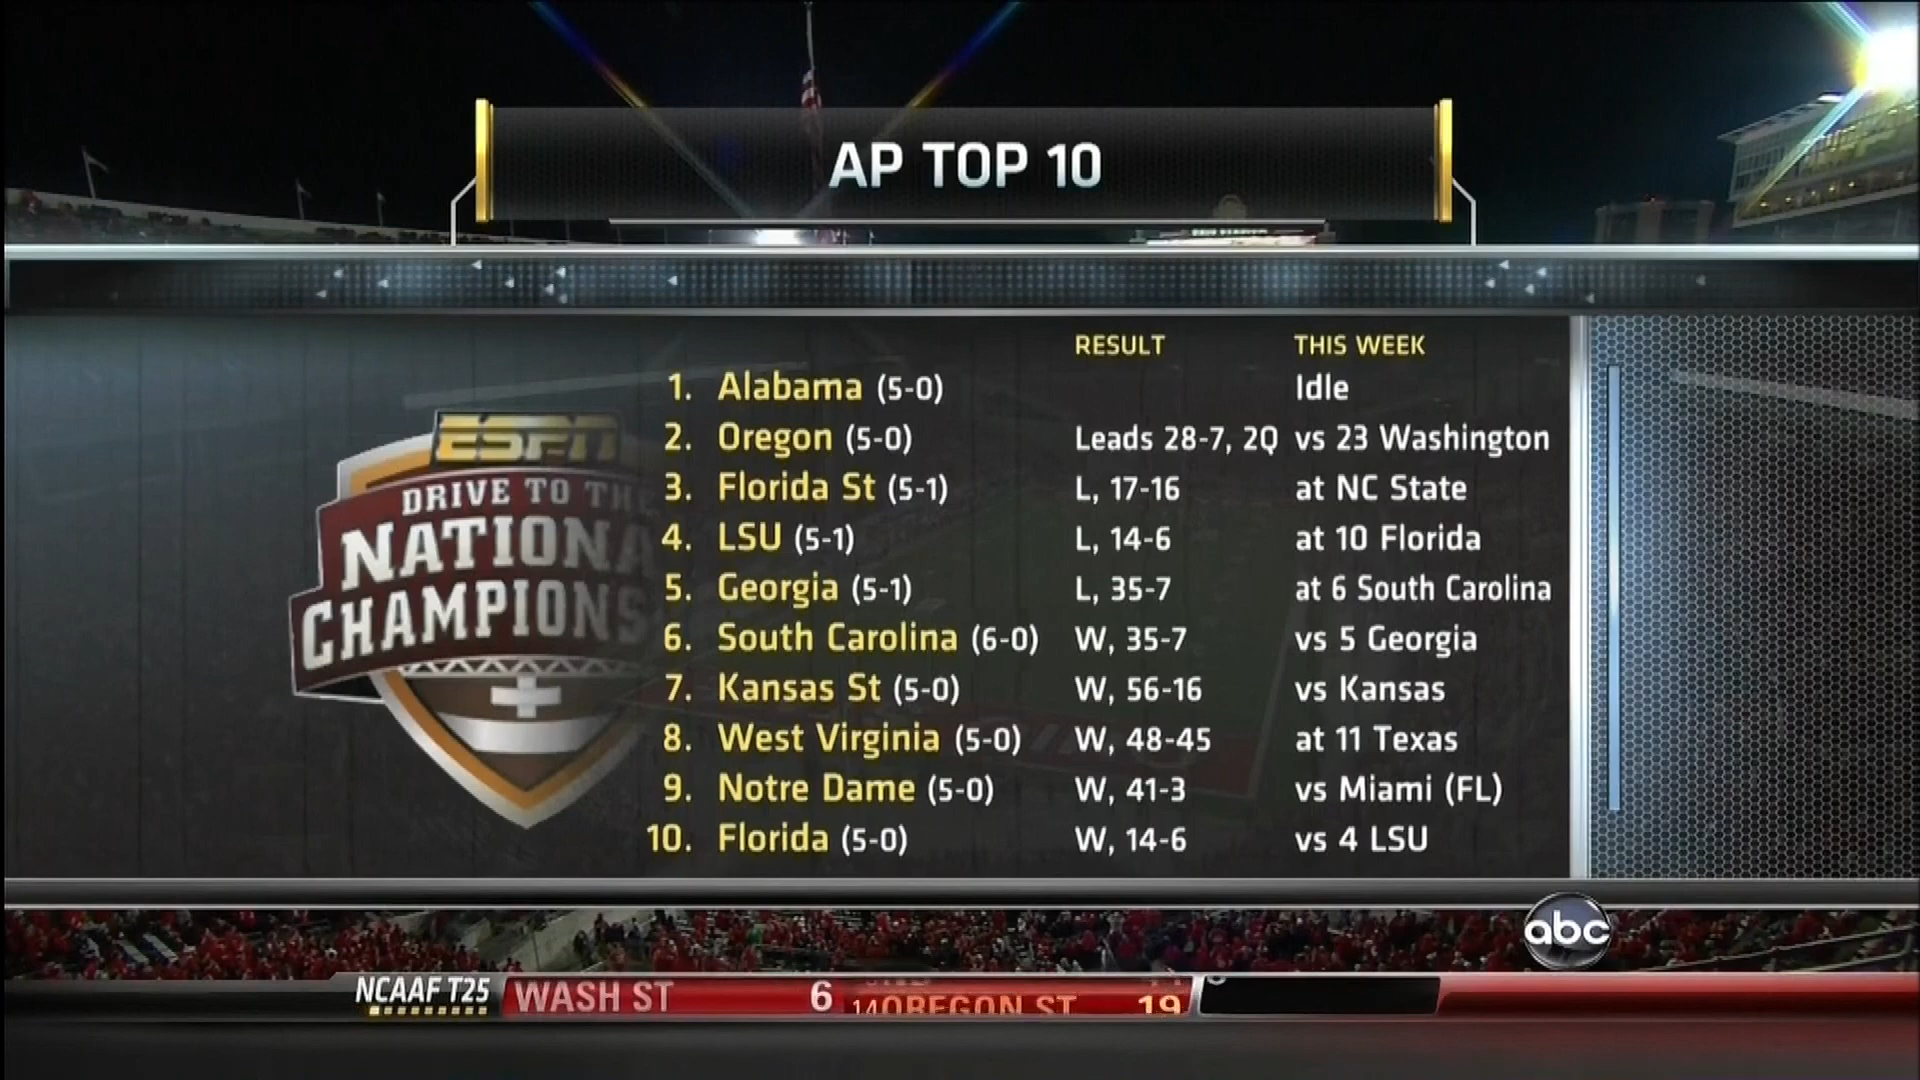 AP TOP 10
RESULT THIS WEEK
1. Alabama (5-0) Idle
2. Oregon (5-0) Leads 28-7, 2Q vs 23 Washington
3. Florida St (5-1) L, 17-16 at NC State
4. LSU (5-1) L, 14-6 at 10 Florida
5. Georgia (5-1) L, 35-7 at 6 South Carolina
6. South Carolina (6-0) W, 35-7 vs 5 Georgia
7. Kansas St (5-0) W, 56-16 vs Kansas
8. West Virginia (5-0) W, 48-45 at 11 Texas
9. Notre Dame (5-0) W, 41-3 vs Miami (FL)
10. Florida (5-0) W, 14-6 vs 4 LSU
ESPN
DRIVE TO THE
NATIONA
CHAMPIONS
abc
NCAAF T25 WASH ST 6 14 OREGON ST 19